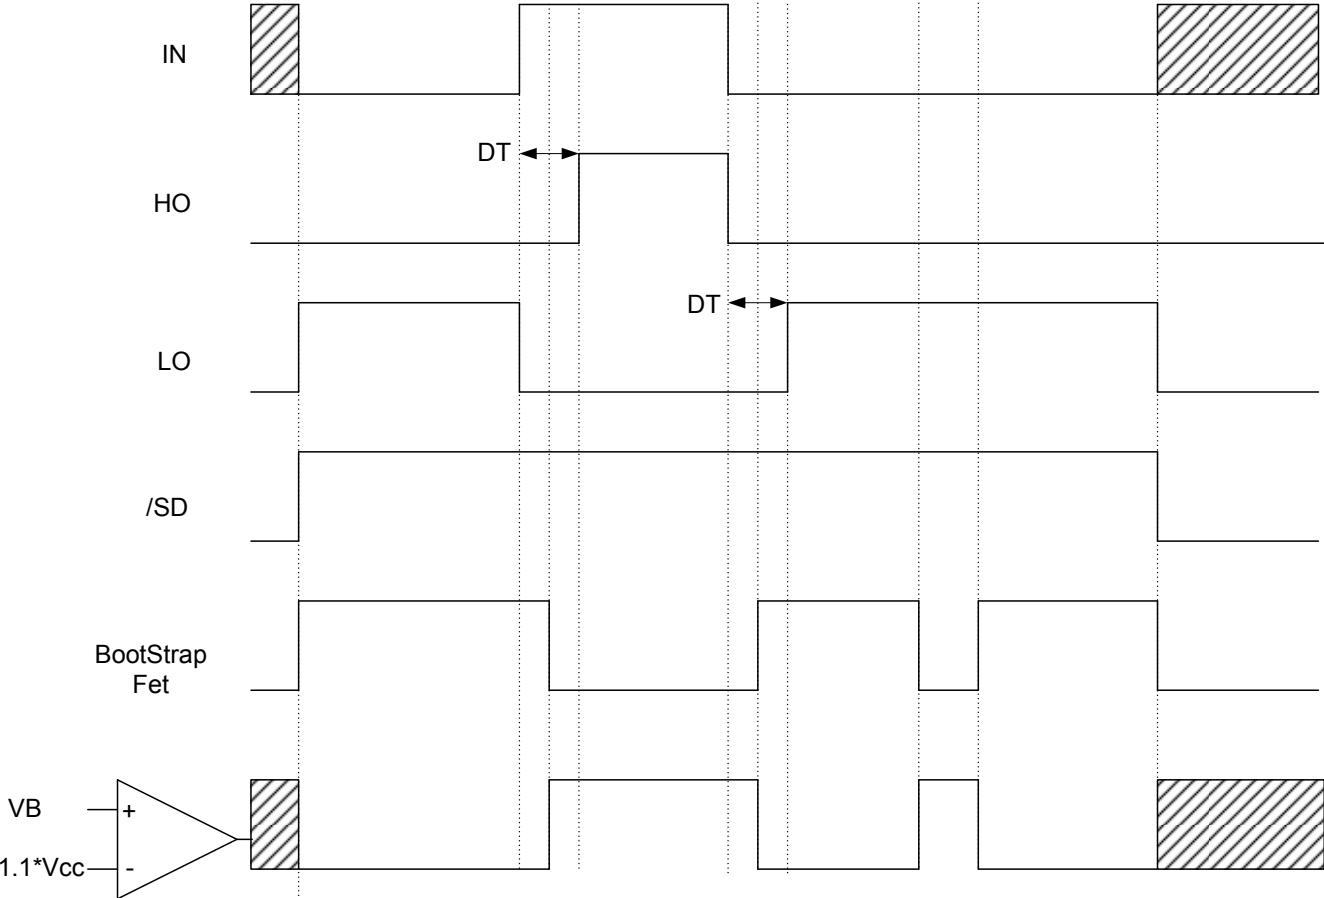 IN
DT
HO
DT
LO
/SD
BootStrap
Fet
VB
+
1.1*Vcc
-